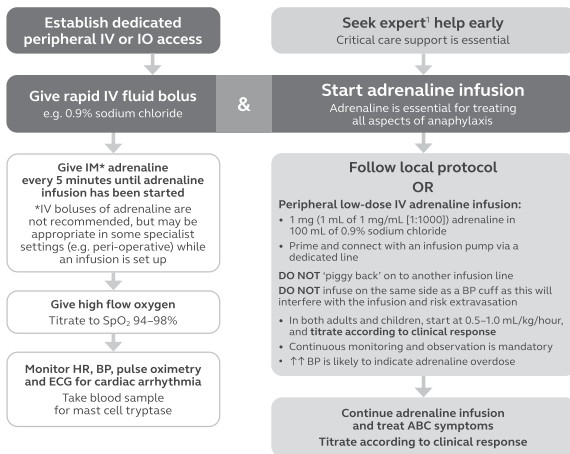 Establish dedicated
peripheral IV or IO access
Seek expert¹ help early
Critical care support is essential
Give rapid IV fluid bolus
e.g. 0.9% sodium chloride
&
Start adrenaline infusion
Adrenaline is essential for treating
all aspects of anaphylaxis
Give IM* adrenaline
every 5 minutes until adrenaline
infusion has been started
*IV boluses of adrenaline are
not recommended, but may be
appropriate in some specialist
settings (e.g. peri-operative) while
an infusion is set up
Give high flow oxygen
Titrate to SpO₂ 94–98%
Monitor HR, BP, pulse oximetry
and ECG for cardiac arrhythmia
Take blood sample
for mast cell tryptase
Follow local protocol
OR
Peripheral low-dose IV adrenaline infusion:
• 1 mg (1 mL of 1 mg/mL [1:1000]) adrenaline in
100 mL of 0.9% sodium chloride
• Prime and connect with an infusion pump via a
dedicated line
DO NOT ‘piggy back’ on to another infusion line
DO NOT infuse on the same side as a BP cuff as this will
interfere with the infusion and risk extravasation
• In both adults and children, start at 0.5–1.0 mL/kg/hour,
and titrate according to clinical response
• Continuous monitoring and observation is mandatory
• ↑↑ BP is likely to indicate adrenaline overdose
Continue adrenaline infusion
and treat ABC symptoms
Titrate according to clinical response